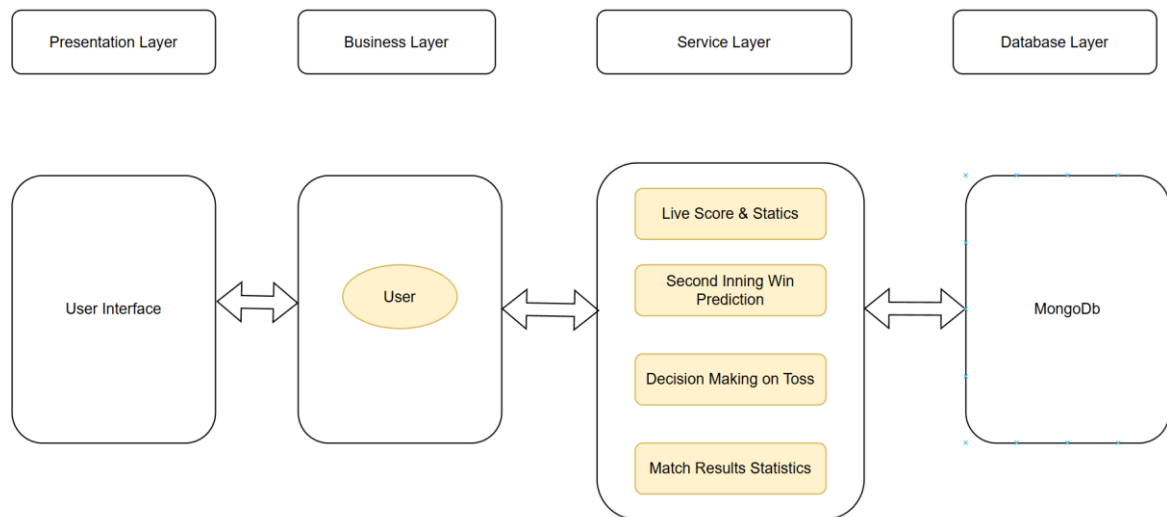 Presentation Layer
Business Layer
Service Layer
Database Layer
User Interface
User
Live Score & Statics
Second Inning Win
Prediction
Decision Making on Toss
Match Results Statistics
MongoDb